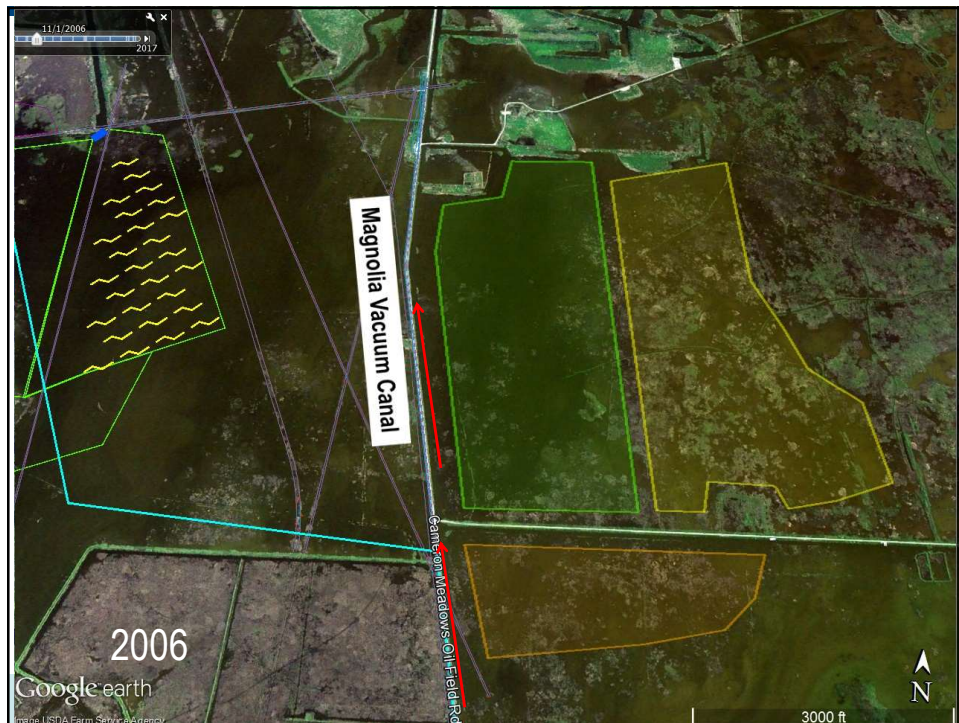 11/1/2006
2017
Magnolia Vacuum Canal
Cameron Meadows Oil Field Rd
2006
Google earth
Image USDA Farm Service Agency
N
3000 ft